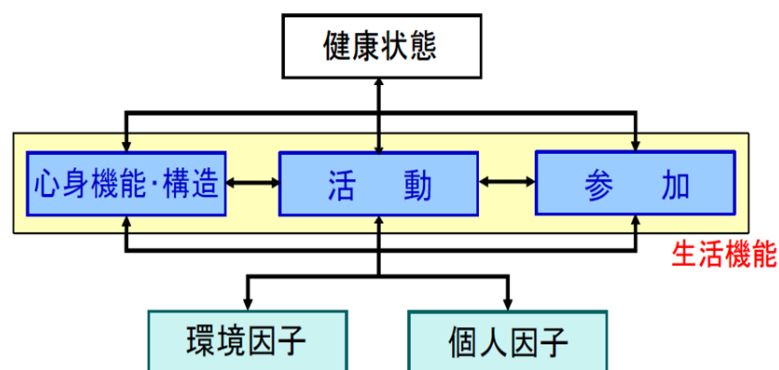 健康状態
心身機能・構造
活 動
参 加
生活機能
環境因子
個人因子